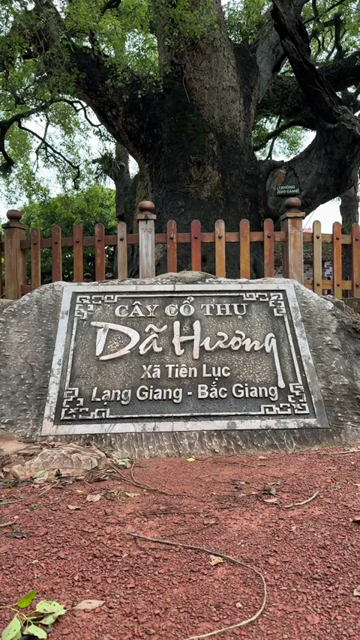 CÂY CỔ THỤ
Dã Hương
Xã Tiên Lục
Lạng Giang - Bắc Giang